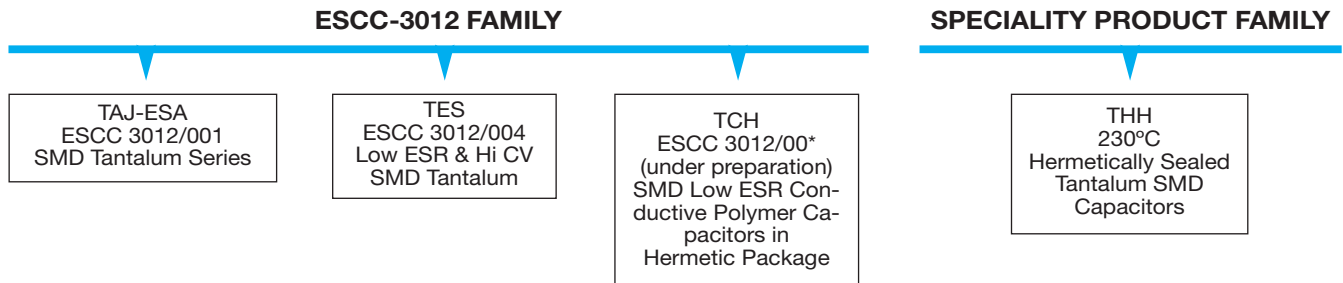 ESCC-3012 FAMILY
SPECIALITY PRODUCT FAMILY
TAJ-ESA
ESCC 3012/001
SMD Tantalum Series
TES
ESCC 3012/004
Low ESR & Hi CV
SMD Tantalum
TCH
ESCC 3012/00*
(under preparation)
SMD Low ESR Con-
ductive Polymer Ca-
pacitors in
Hermetic Package
THH
230ºC
Hermetically Sealed
Tantalum SMD
Capacitors